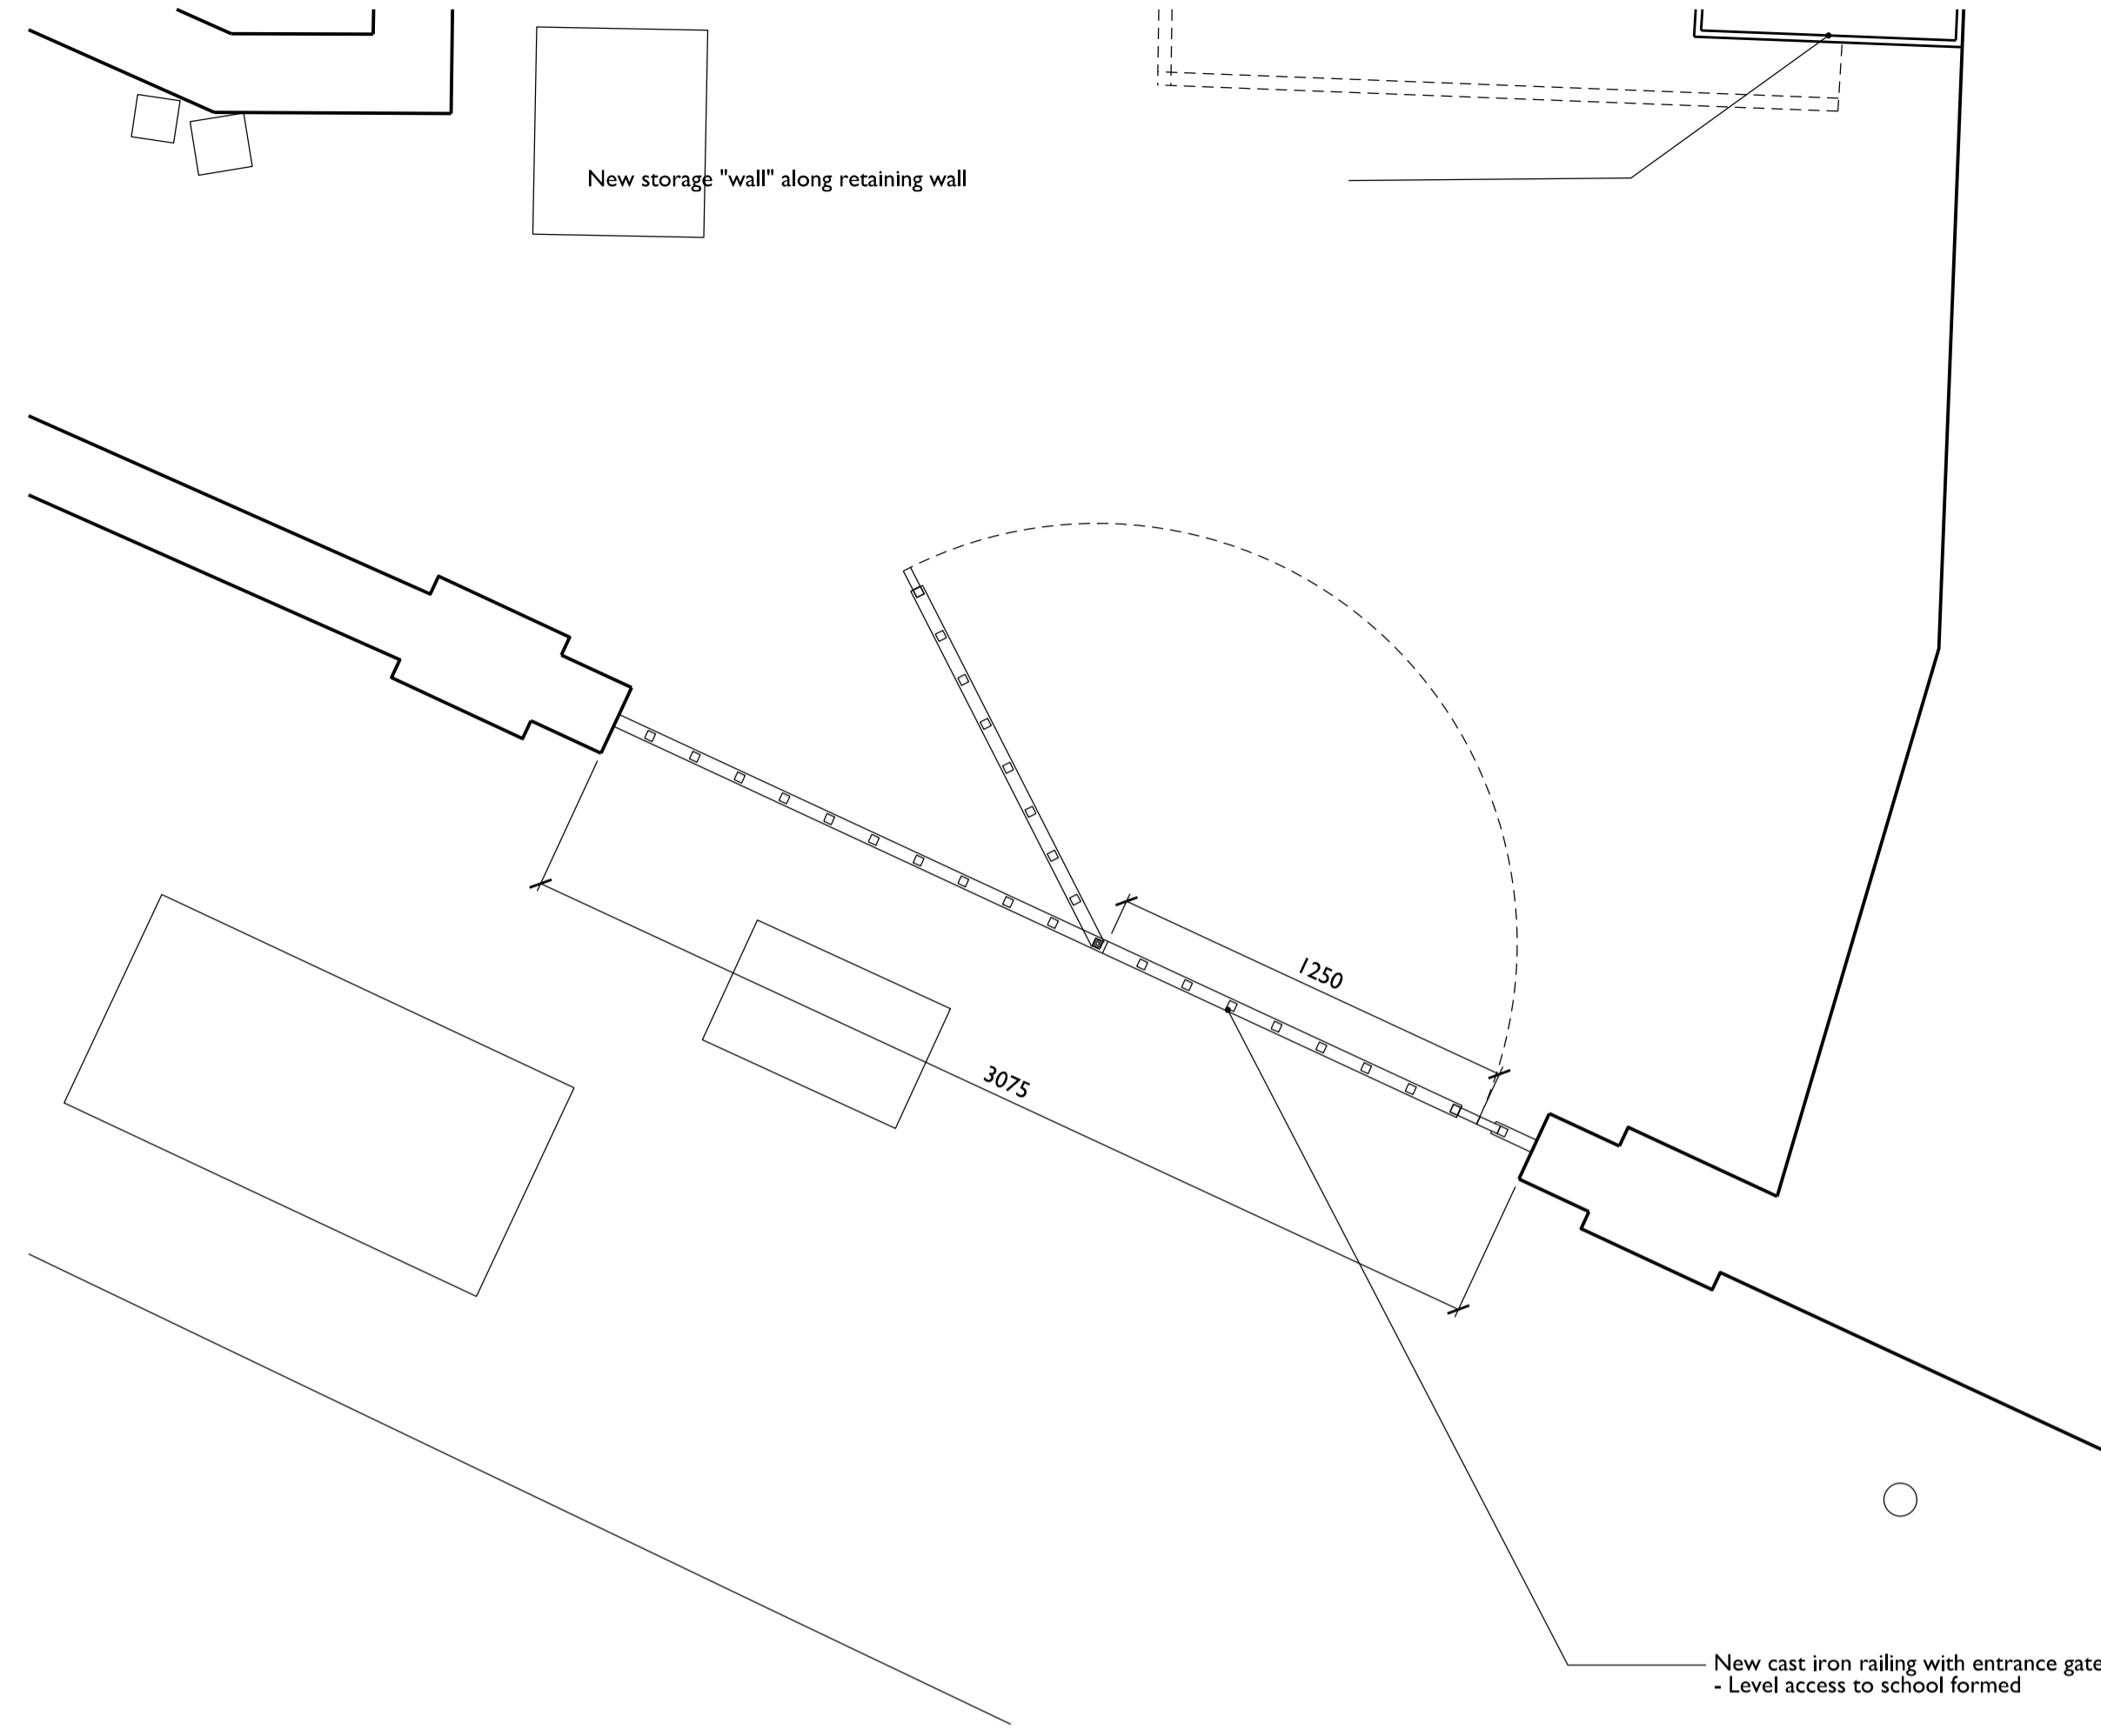 New storage "wall" along retaining wall
1250
3075
New cast iron railing with entrance gate
- Level access to school formed